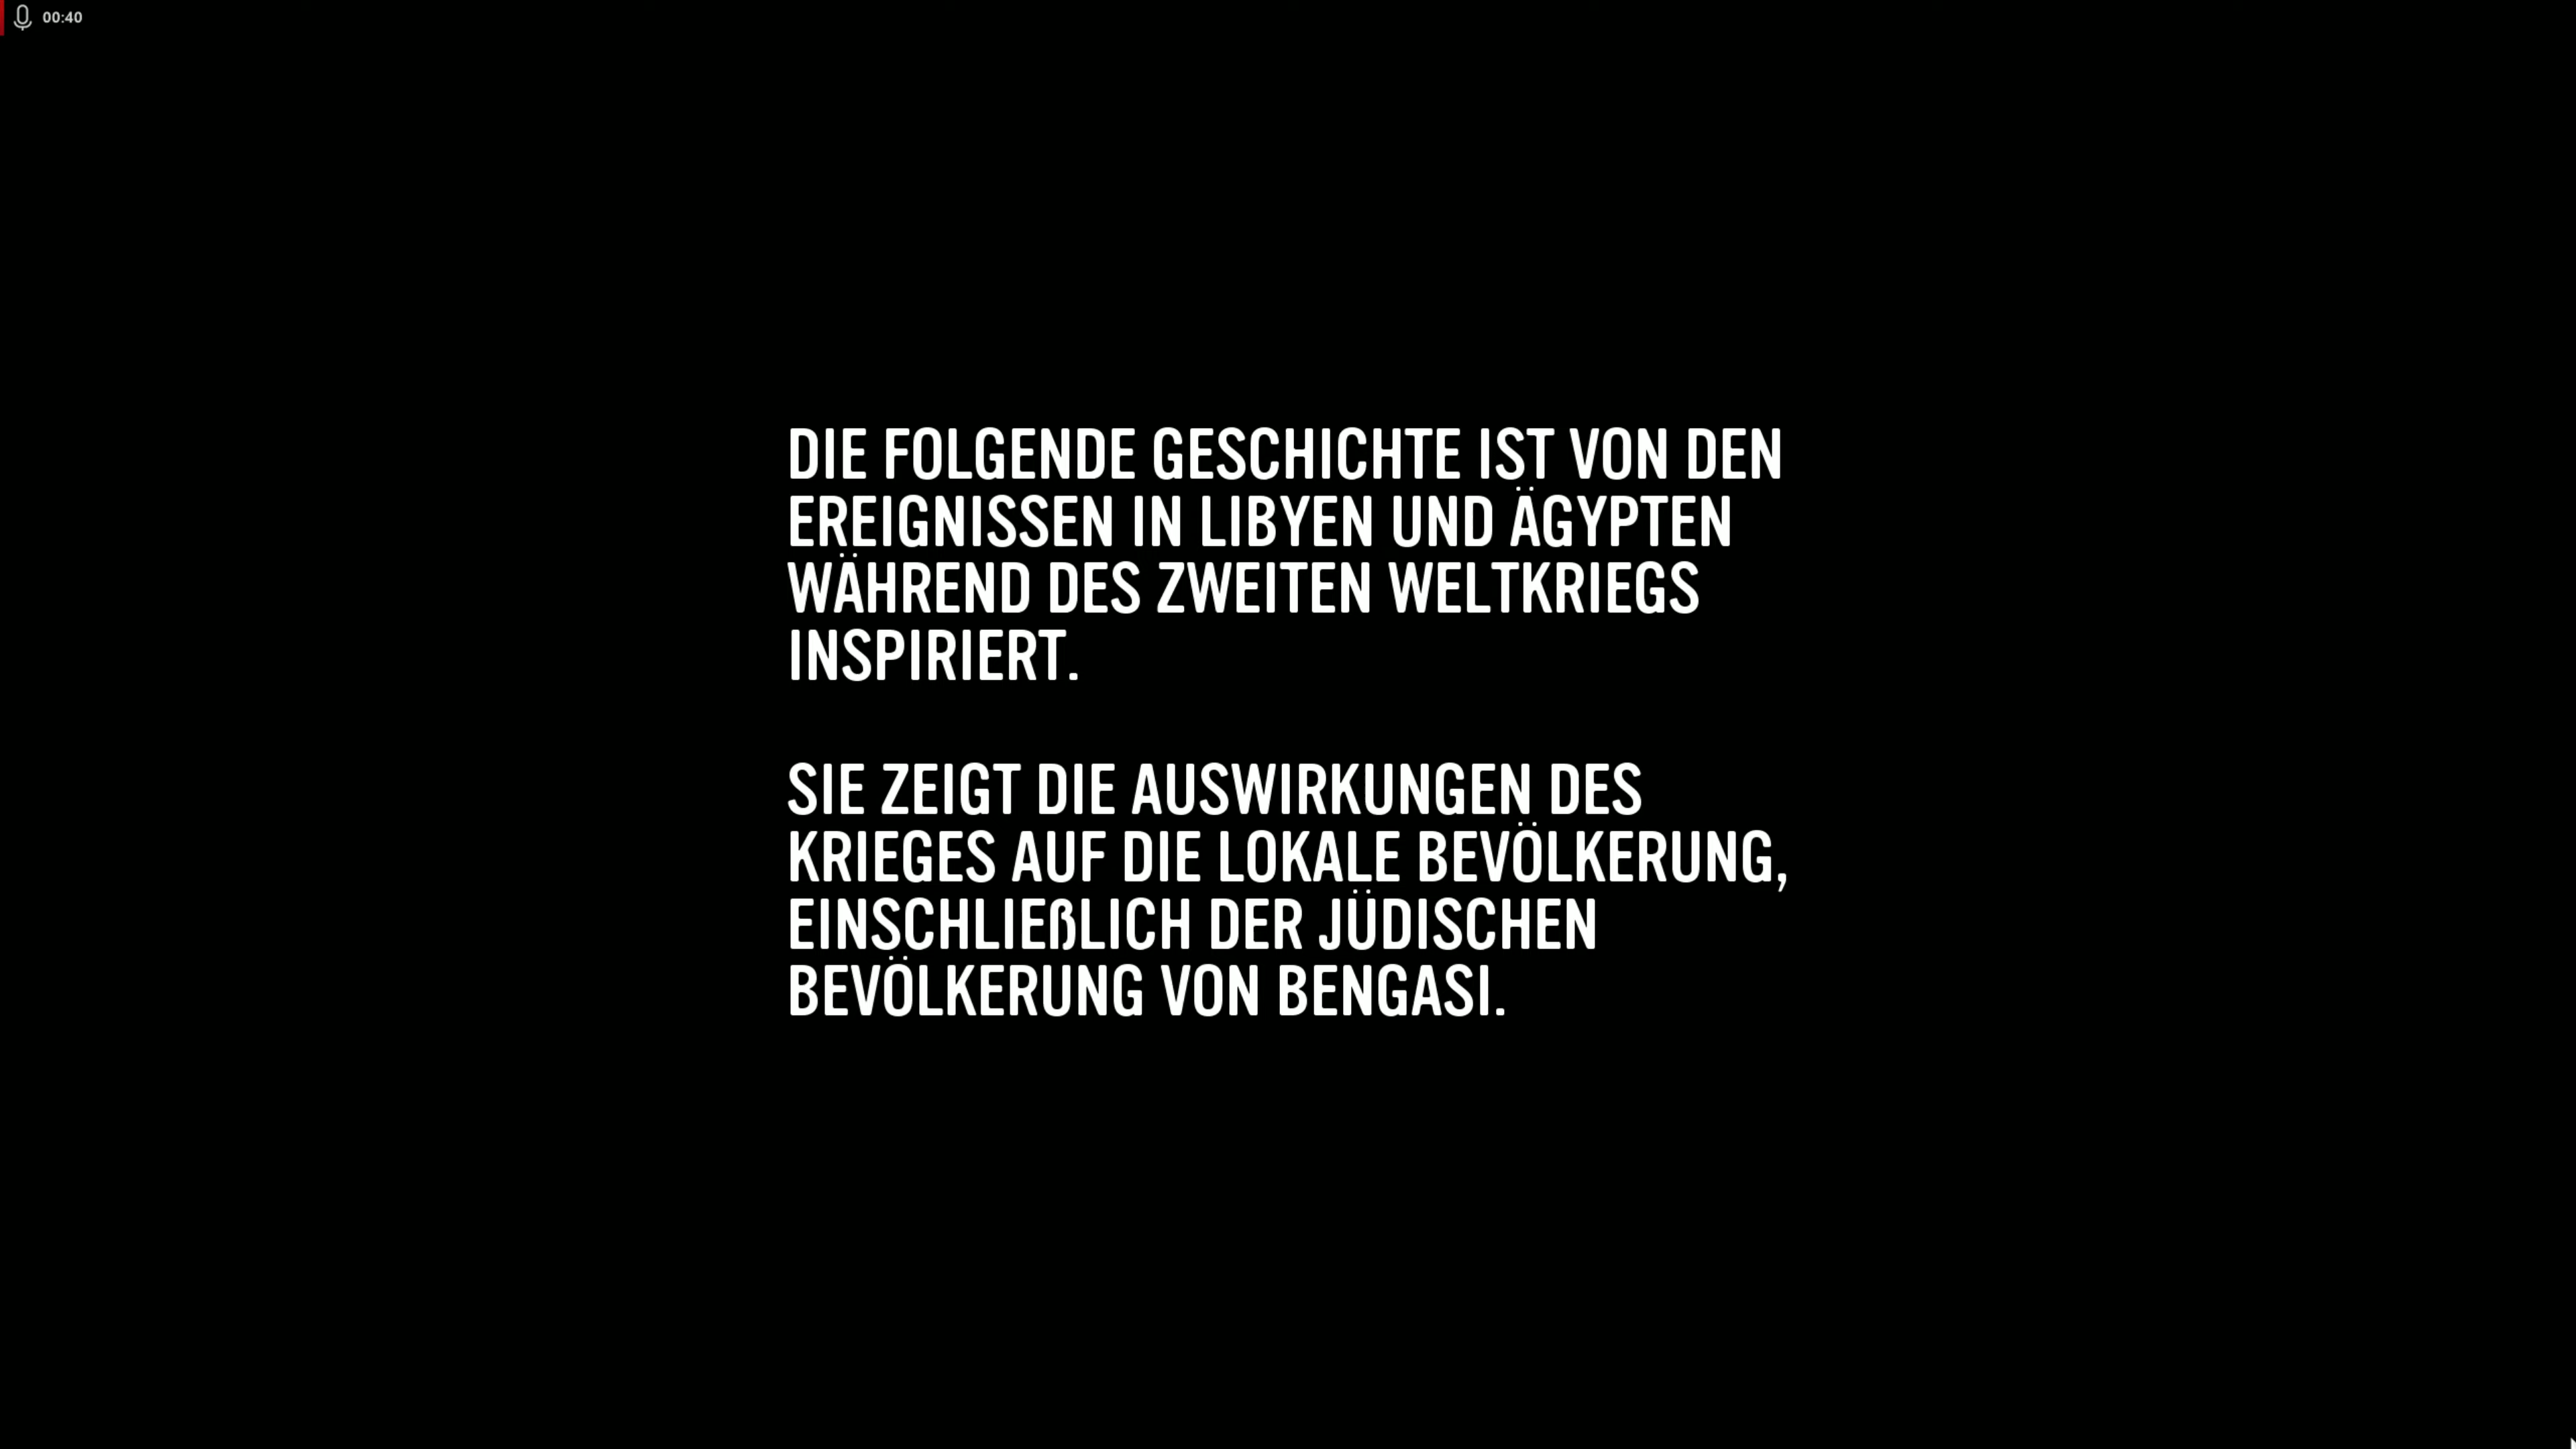 00:40
DIE FOLGENDE GESCHICHTE IST VON DEN
EREIGNISSEN IN LIBYEN UND ÄGYPTEN
WÄHREND DES ZWEITEN WELTKRIEGS
INSPIRIERT.
SIE ZEIGT DIE AUSWIRKUNGEN DES
KRIEGES AUF DIE LOKALE BEVÖLKERUNG,
EINSCHLIEßLICH DER JÜDISCHEN
BEVÖLKERUNG VON BENGASI.